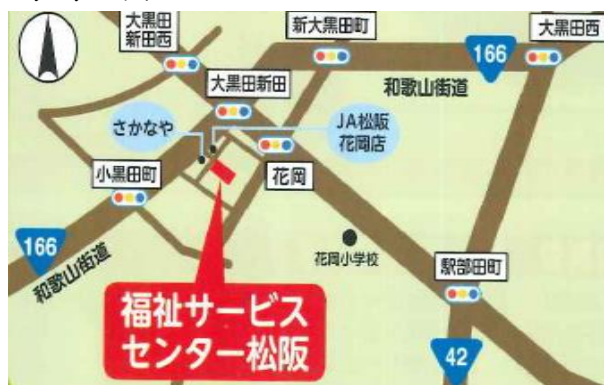 大黒田
新田西
新大黒田町
大黒田西
166
和歌山街道
大黒田新田
さかなや
JA松阪
花岡店
小黒田町
花岡
166
和歌山街道
花岡小学校
駅部田町
福祉サービス
センター松阪
42